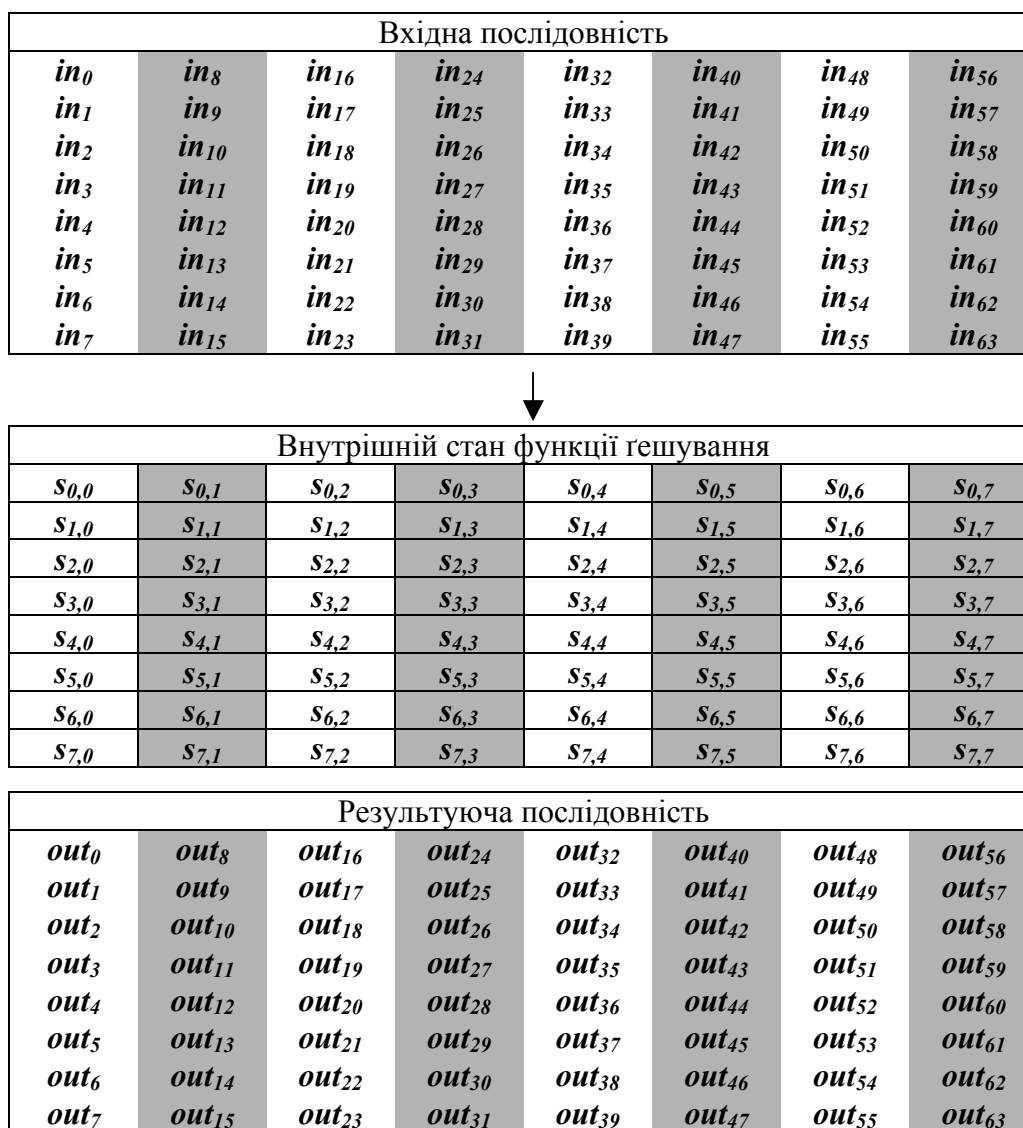 Вхідна послідовність
in0 in8 in16 in24 in32 in40 in48 in56
in1 in9 in17 in25 in33 in41 in49 in57
in2 in10 in18 in26 in34 in42 in50 in58
in3 in11 in19 in27 in35 in43 in51 in59
in4 in12 in20 in28 in36 in44 in52 in60
in5 in13 in21 in29 in37 in45 in53 in61
in6 in14 in22 in30 in38 in46 in54 in62
in7 in15 in23 in31 in39 in47 in55 in63
Внутрішній стан функції ґешування
s0,0 s0,1 s0,2 s0,3 s0,4 s0,5 s0,6 s0,7
s1,0 s1,1 s1,2 s1,3 s1,4 s1,5 s1,6 s1,7
s2,0 s2,1 s2,2 s2,3 s2,4 s2,5 s2,6 s2,7
s3,0 s3,1 s3,2 s3,3 s3,4 s3,5 s3,6 s3,7
s4,0 s4,1 s4,2 s4,3 s4,4 s4,5 s4,6 s4,7
s5,0 s5,1 s5,2 s5,3 s5,4 s5,5 s5,6 s5,7
s6,0 s6,1 s6,2 s6,3 s6,4 s6,5 s6,6 s6,7
s7,0 s7,1 s7,2 s7,3 s7,4 s7,5 s7,6 s7,7
Результуюча послідовність
out0 out8 out16 out24 out32 out40 out48 out56
out1 out9 out17 out25 out33 out41 out49 out57
out2 out10 out18 out26 out34 out42 out50 out58
out3 out11 out19 out27 out35 out43 out51 out59
out4 out12 out20 out28 out36 out44 out52 out60
out5 out13 out21 out29 out37 out45 out53 out61
out6 out14 out22 out30 out38 out46 out54 out62
out7 out15 out23 out31 out39 out47 out55 out63